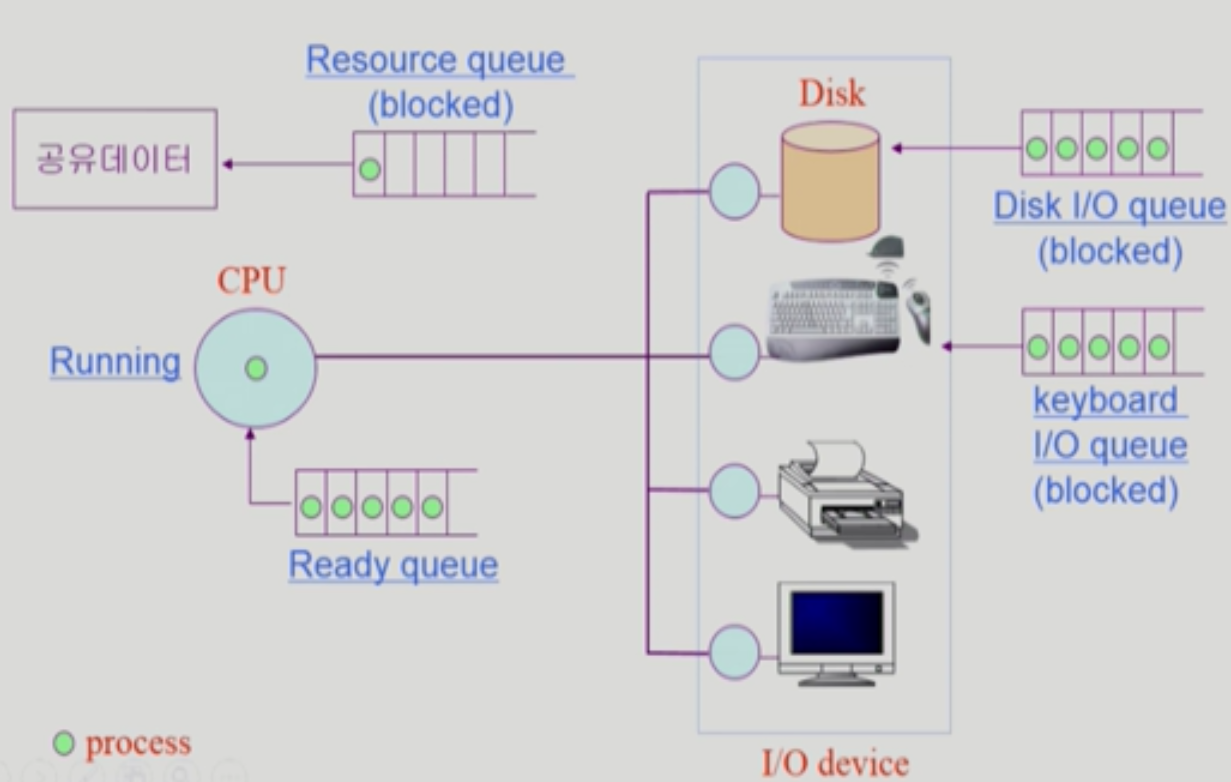 Resource queue
(blocked)
공유데이터
Disk
Disk I/O queue
(blocked)
CPU
Running
keyboard
I/O queue
(blocked)
Ready queue
process
I/O device